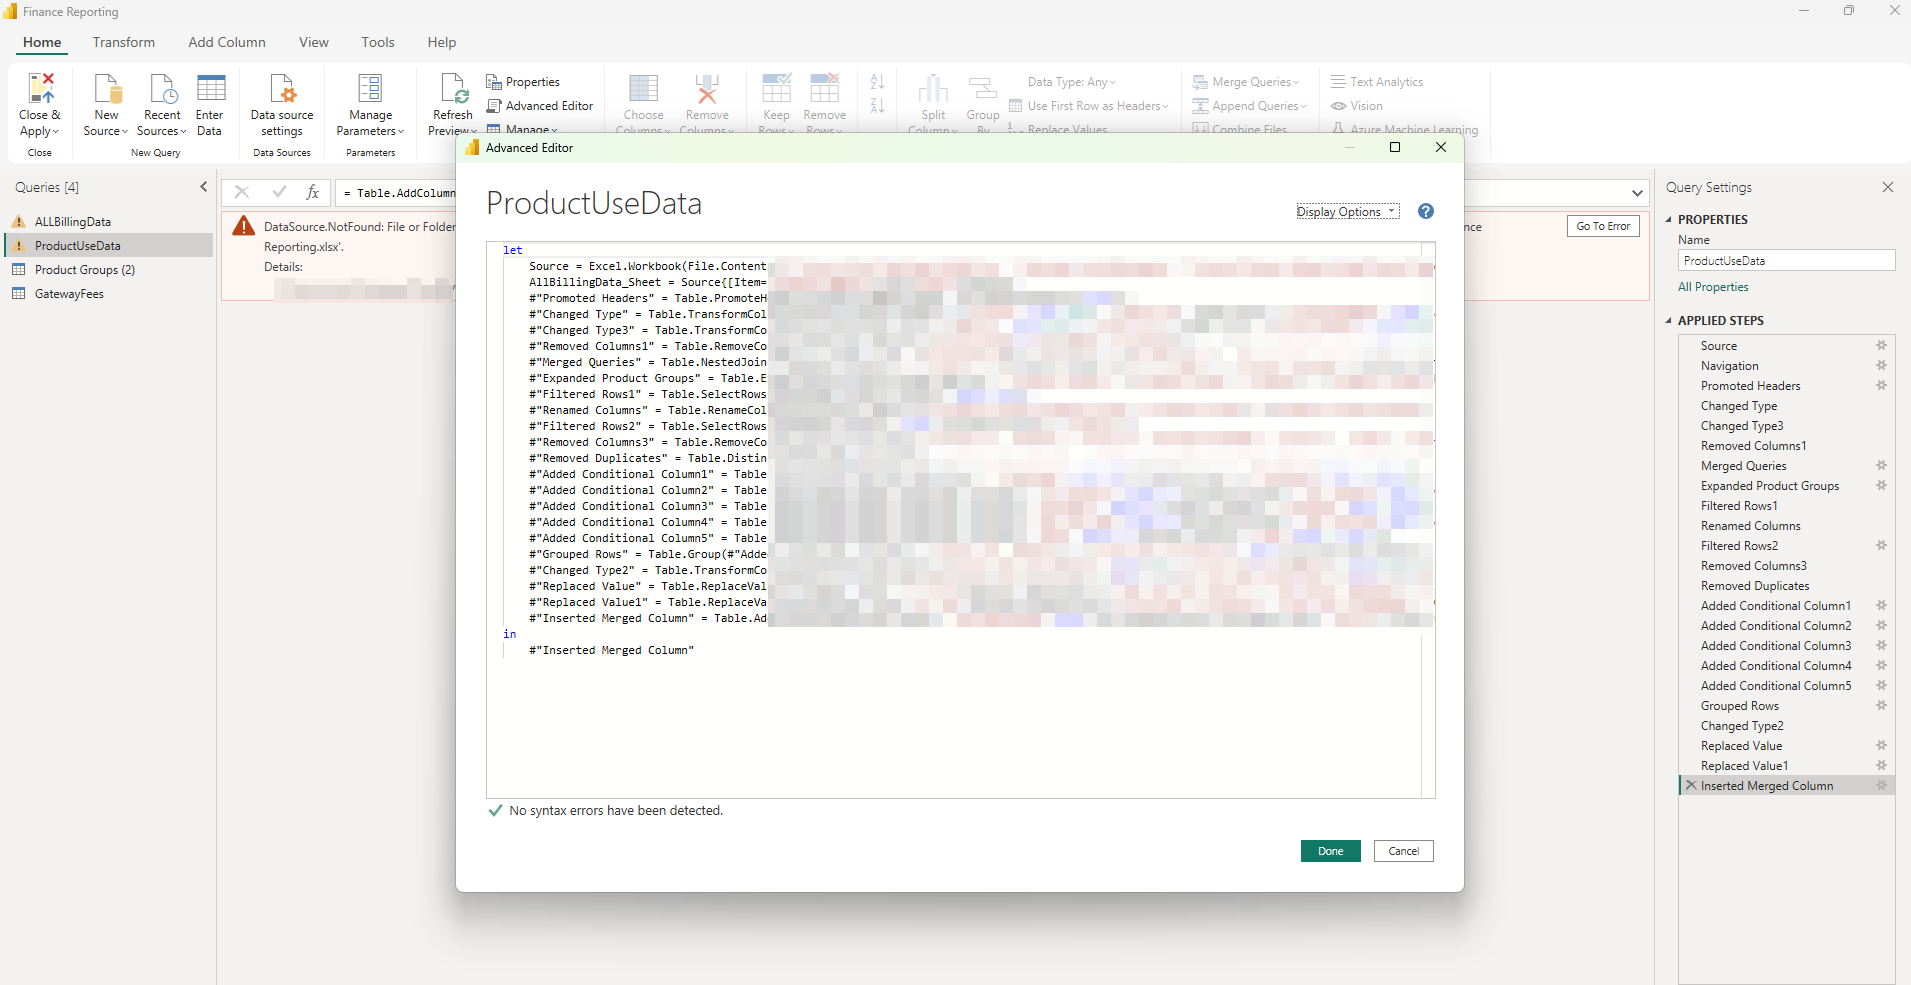 Finance Reporting
Home Transform Add Column View Tools Help
Close & Apply
Close
New Source
Recent Sources
Enter Data
New Query
Data source settings
Data Sources
Manage Parameters
Parameters
Refresh Preview
Properties
Advanced Editor
Manage
Choose Columns
Remove Columns
Keep Rows
Remove Rows
Split Column
Group By
Data Type: Any
Use First Row as Headers
Replace Values
Merge Queries
Append Queries
Combine Files
Text Analytics
Vision
Azure Machine Learning
Queries [4]
ALLBillingData
ProductUseData
Product Groups (2)
GatewayFees
fx
= Table.AddColumn
DataSource.NotFound: File or Folder
Reporting.xlsx'.
Details:
nce
Go To Error
Advanced Editor
ProductUseData
Display Options
?
let
Source = Excel.Workbook(File.Content
AllBillingData_Sheet = Source{[Item=
#"Promoted Headers" = Table.PromoteH
#"Changed Type" = Table.TransformCol
#"Changed Type3" = Table.TransformCo
#"Removed Columns1" = Table.RemoveCo
#"Merged Queries" = Table.NestedJoin
#"Expanded Product Groups" = Table.E
#"Filtered Rows1" = Table.SelectRows
#"Renamed Columns" = Table.RenameCol
#"Filtered Rows2" = Table.SelectRows
#"Removed Columns3" = Table.RemoveCo
#"Removed Duplicates" = Table.Distin
#"Added Conditional Column1" = Table
#"Added Conditional Column2" = Table
#"Added Conditional Column3" = Table
#"Added Conditional Column4" = Table
#"Added Conditional Column5" = Table
#"Grouped Rows" = Table.Group(#"Adde
#"Changed Type2" = Table.TransformCo
#"Replaced Value" = Table.ReplaceVal
#"Replaced Value1" = Table.ReplaceVa
#"Inserted Merged Column" = Table.Ad
in
#"Inserted Merged Column"
No syntax errors have been detected.
Done Cancel
Query Settings
PROPERTIES
Name
ProductUseData
All Properties
APPLIED STEPS
Source
Navigation
Promoted Headers
Changed Type
Changed Type3
Removed Columns1
Merged Queries
Expanded Product Groups
Filtered Rows1
Renamed Columns
Filtered Rows2
Removed Columns3
Removed Duplicates
Added Conditional Column1
Added Conditional Column2
Added Conditional Column3
Added Conditional Column4
Added Conditional Column5
Grouped Rows
Changed Type2
Replaced Value
Replaced Value1
Inserted Merged Column